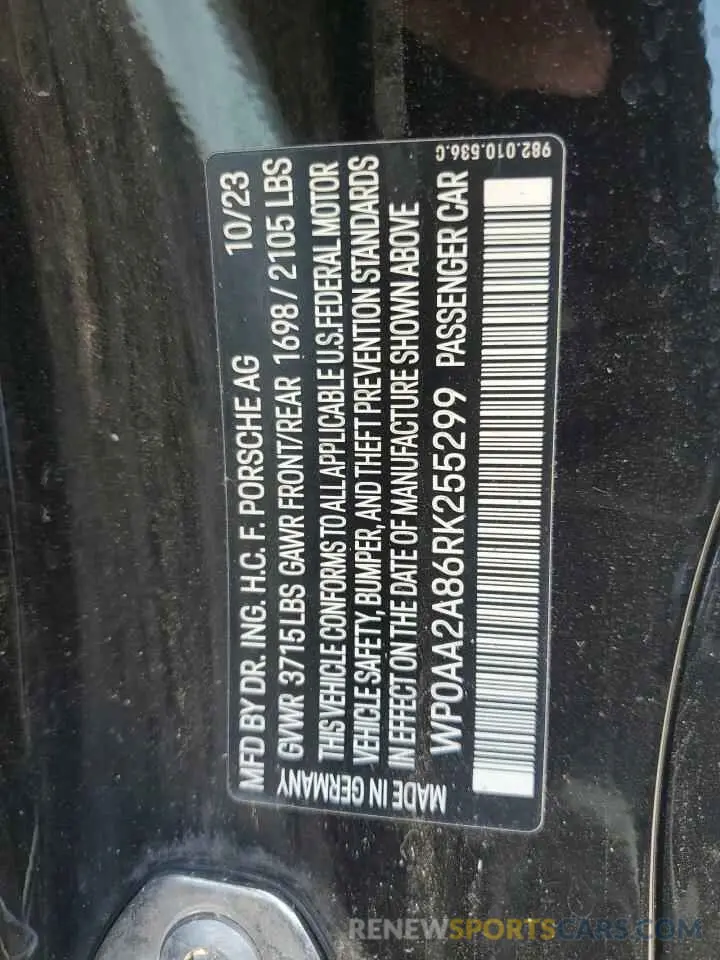 MFD BY DR. ING. H.C. F. PORSCHE AG 10/23
GVWR 3715 LBS GAWR FRONT/REAR 1698 / 2105 LBS
THIS VEHICLE CONFORMS TO ALL APPLICABLE U.S. FEDERAL MOTOR
VEHICLE SAFETY, BUMPER, AND THEFT PREVENTION STANDARDS
IN EFFECT ON THE DATE OF MANUFACTURE SHOWN ABOVE
WP0AA2A86RK255299 PASSENGER CAR
MADE IN GERMANY
982.010.536.C
RENEWSPORTSCARS.COM